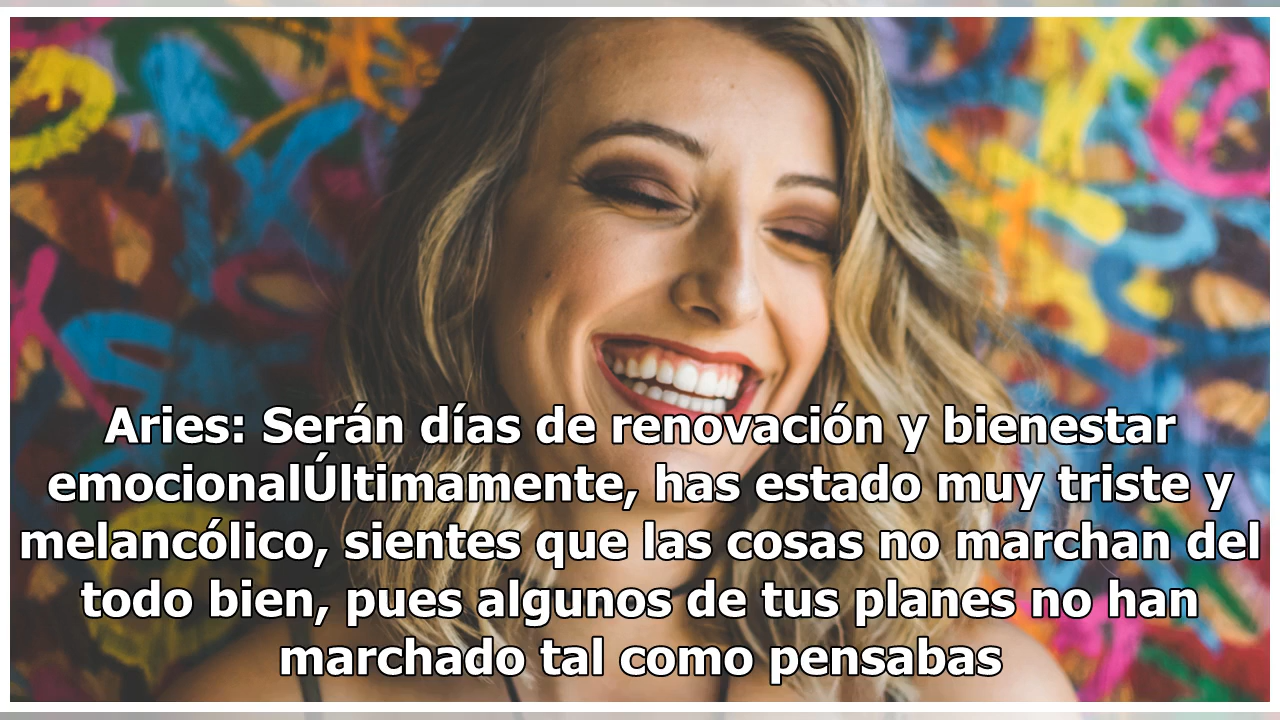 Aries: Serán días de renovación y bienestar
emocionalÚltimamente, has estado muy triste y
melancólico, sientes que las cosas no marchan del
todo bien, pues algunos de tus planes no han
marchado tal como pensabas